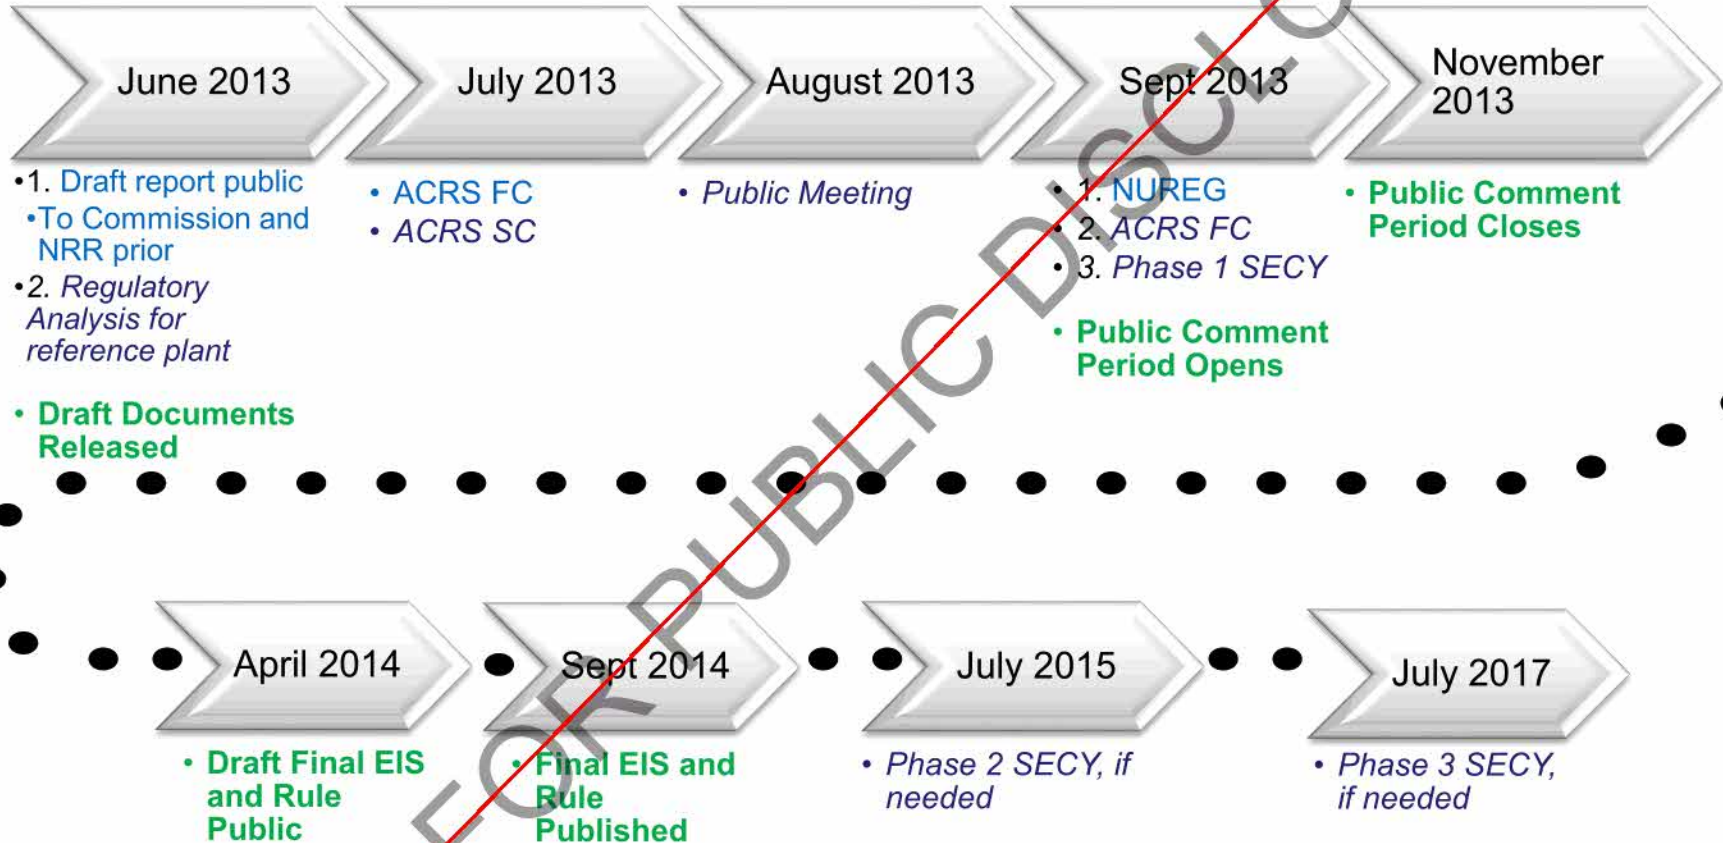 June 2013
•1. Draft report public
•To Commission and
NRR prior
•2. Regulatory
Analysis for
reference plant
• Draft Documents
Released
July 2013
• ACRS FC
• ACRS SC
August 2013
• Public Meeting
Sept 2013
• 1. NUREG
• 2. ACRS FC
• 3. Phase 1 SECY
• Public Comment
Period Opens
November
2013
• Public Comment
Period Closes
April 2014
• Draft Final EIS
and Rule
Public
Sept 2014
• Final EIS and
Rule
Published
July 2015
• Phase 2 SECY, if
needed
July 2017
• Phase 3 SECY,
if needed
FOR PUBLIC